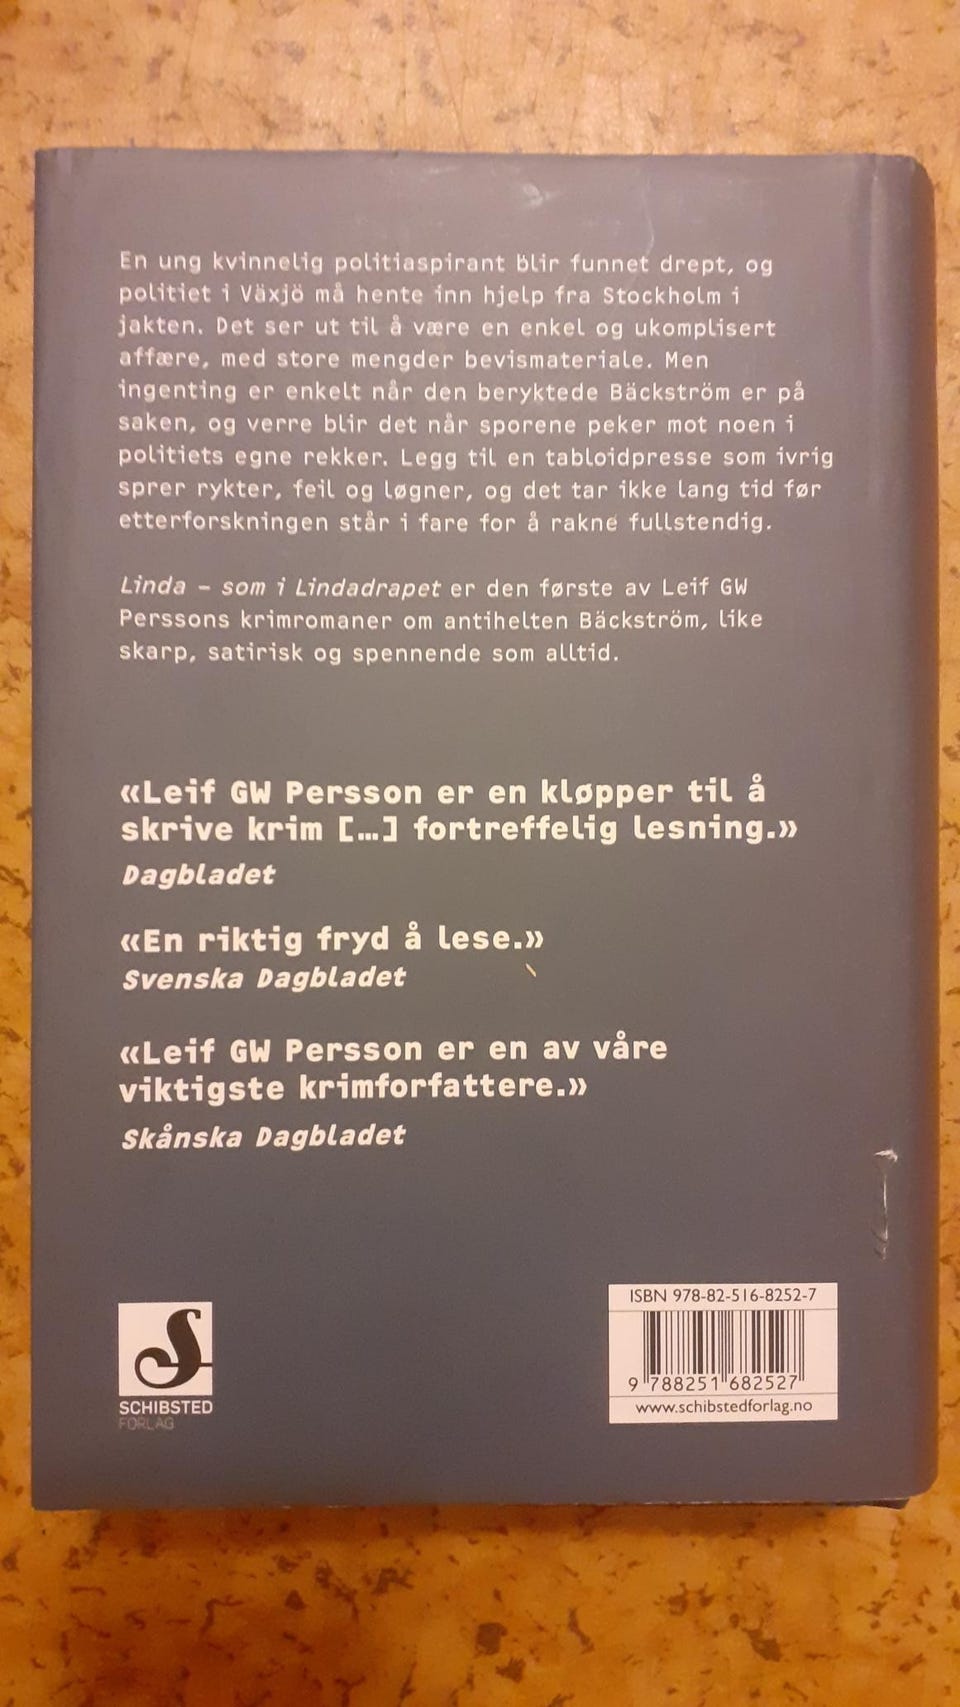 En ung kvinnelig politiaspirant blir funnet drept, og
politiet i Växjö må hente inn hjelp fra Stockholm i
jakten. Det ser ut til å være en enkel og ukomplisert
affære, med store mengder bevismateriale. Men
ingenting er enkelt når den beryktede Bäckström er på
saken, og verre blir det når sporene peker mot noen i
politiets egne rekker. Legg til en tabloidpresse som ivrig
sprer rykter, feil og løgner, og det tar ikke lang tid før
etterforskningen står i fare for å rakne fullstendig.
Linda – som i Lindadrapet er den første av Leif GW
Perssons krimromaner om antihelten Bäckström, like
skarp, satirisk og spennende som alltid.
«Leif GW Persson er en kløpper til å
skrive krim […] fortreffelig lesning.»
Dagbladet
«En riktig fryd å lese.»
Svenska Dagbladet
«Leif GW Persson er en av våre
viktigste krimforfattere.»
Skånska Dagbladet
S
SCHIBSTED
FORLAG
ISBN 978-82-516-8252-7
9 788251 682527
www.schibstedforlag.no